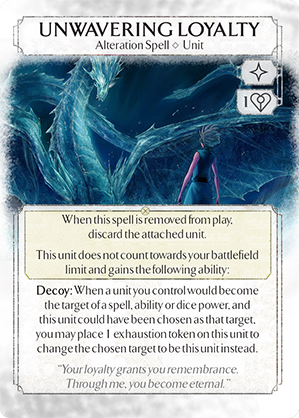 UNWAVERING LOYALTY
Alteration Spell ◇ Unit
1
When this spell is removed from play,
discard the attached unit.
This unit does not count towards your battlefield
limit and gains the following ability:
Decoy: When a unit you control would become
the target of a spell, ability or dice power, and
this unit could have been chosen as that target,
you may place 1 exhaustion token on this unit to
change the chosen target to be this unit instead.
“Your loyalty grants you remembrance.
Through me, you become eternal.”